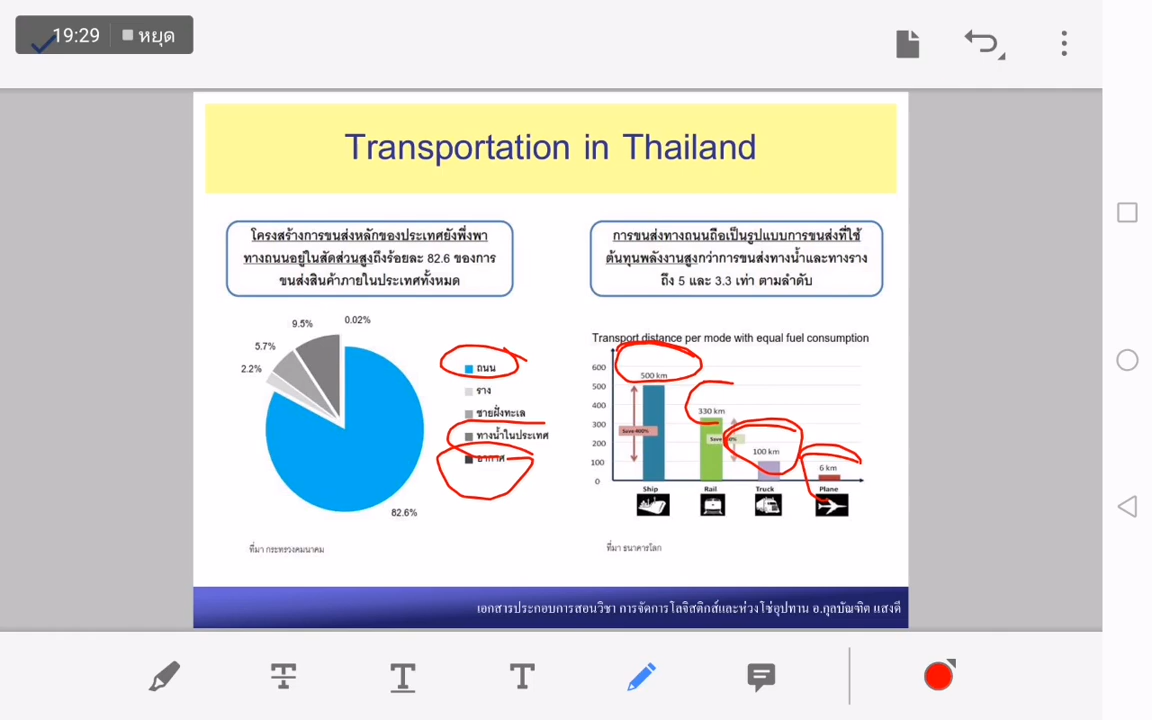 19:29 หยุด
Transportation in Thailand
โครงสร้างการขนส่งหลักของประเทศยังพึ่งพา
ทางถนนอยู่ในสัดส่วนสูงถึงร้อยละ 82.6 ของการ
ขนส่งสินค้าภายในประเทศทั้งหมด
การขนส่งทางถนนถือเป็นรูปแบบการขนส่งที่ใช้
ต้นทุนพลังงานสูงกว่าการขนส่งทางน้ำและทางราง
ถึง 5 และ 3.3 เท่า ตามลำดับ
9.5%
0.02%
5.7%
2.2%
82.6%
ถนน
ราง
ชายฝั่งทะเล
ทางน้ำในประเทศ
อากาศ
ที่มา กระทรวงคมนาคม
Transport distance per mode with equal fuel consumption
600
500
400
300
200
100
0
500 km
330 km
100 km
6 km
Save 400%
Save
Ship
Rail
Truck
Plane
ที่มา ธนาคารโลก
เอกสารประกอบการสอนวิชา การจัดการโลจิสติกส์และห่วงโซ่อุปทาน อ.กุลบัณฑิต แสงดี
T
T
T